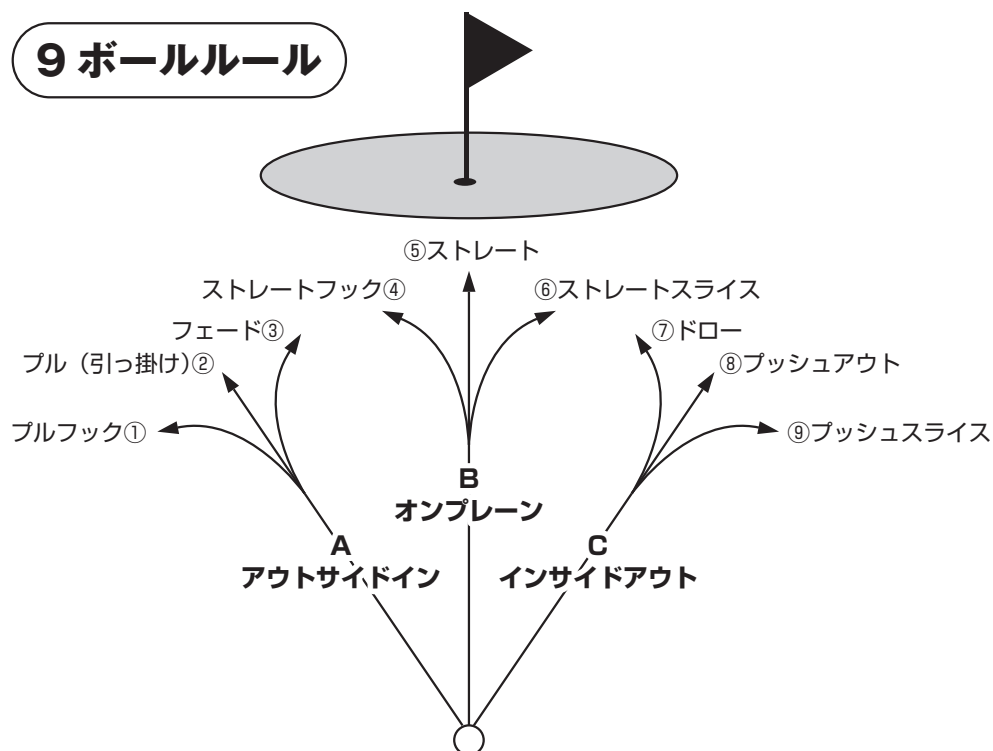 9 ボールルール
⑤ストレート
ストレートフック④
⑥ストレートスライス
フェード③
⑦ドロー
プル（引っ掛け）②
⑧プッシュアウト
プルフック①
⑨プッシュスライス
B
オンプレーン
A
アウトサイドイン
C
インサイドアウト